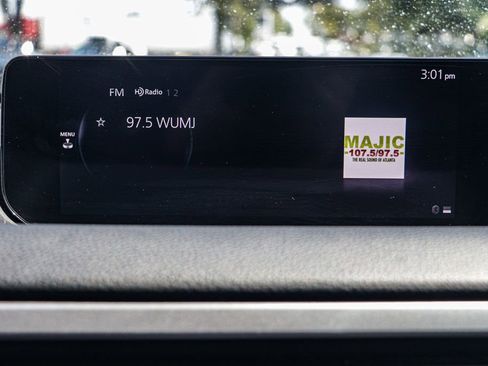 3:01 pm
FM HD Radio 1 2
☆ 97.5 WUMJ
MENU
MAJIC
107.5/97.5
THE REAL SOUND OF ATLANTA